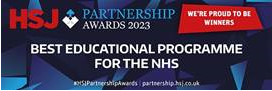 HSJ PARTNERSHIP
AWARDS 2023
WE'RE PROUD TO BE
WINNERS
BEST EDUCATIONAL PROGRAMME
FOR THE NHS
#HSJPartnershipAwards | partnership.hsj.co.uk